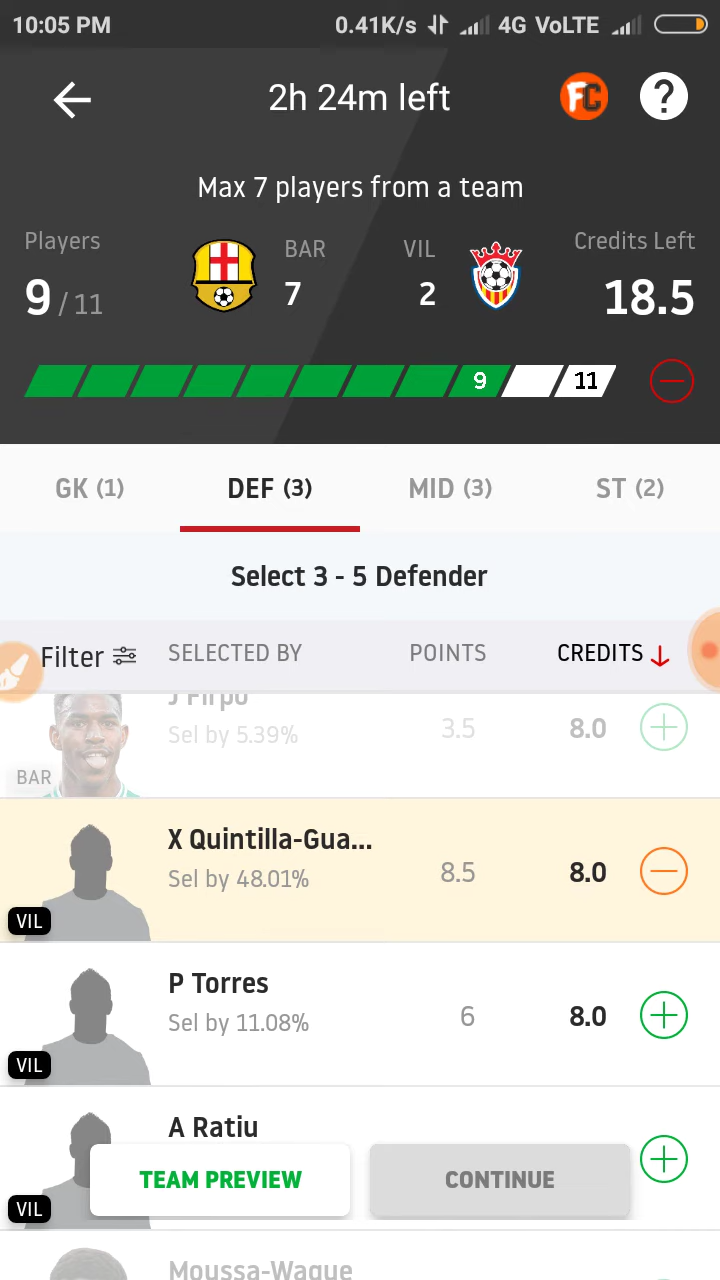 10:05 PM 0.41K/s 4G VoLTE
2h 24m left FC ?
Max 7 players from a team
Players BAR VIL Credits Left
9 / 11 7 2 18.5
9 11
GK (1) DEF (3) MID (3) ST (2)
Select 3 - 5 Defender
Filter SELECTED BY POINTS CREDITS
J Firpo
Sel by 5.39% 3.5 8.0
BAR
X Quintilla-Gua...
Sel by 48.01% 8.5 8.0
VIL
P Torres
Sel by 11.08% 6 8.0
VIL
A Ratiu
TEAM PREVIEW CONTINUE
VIL
Moussa-Wague